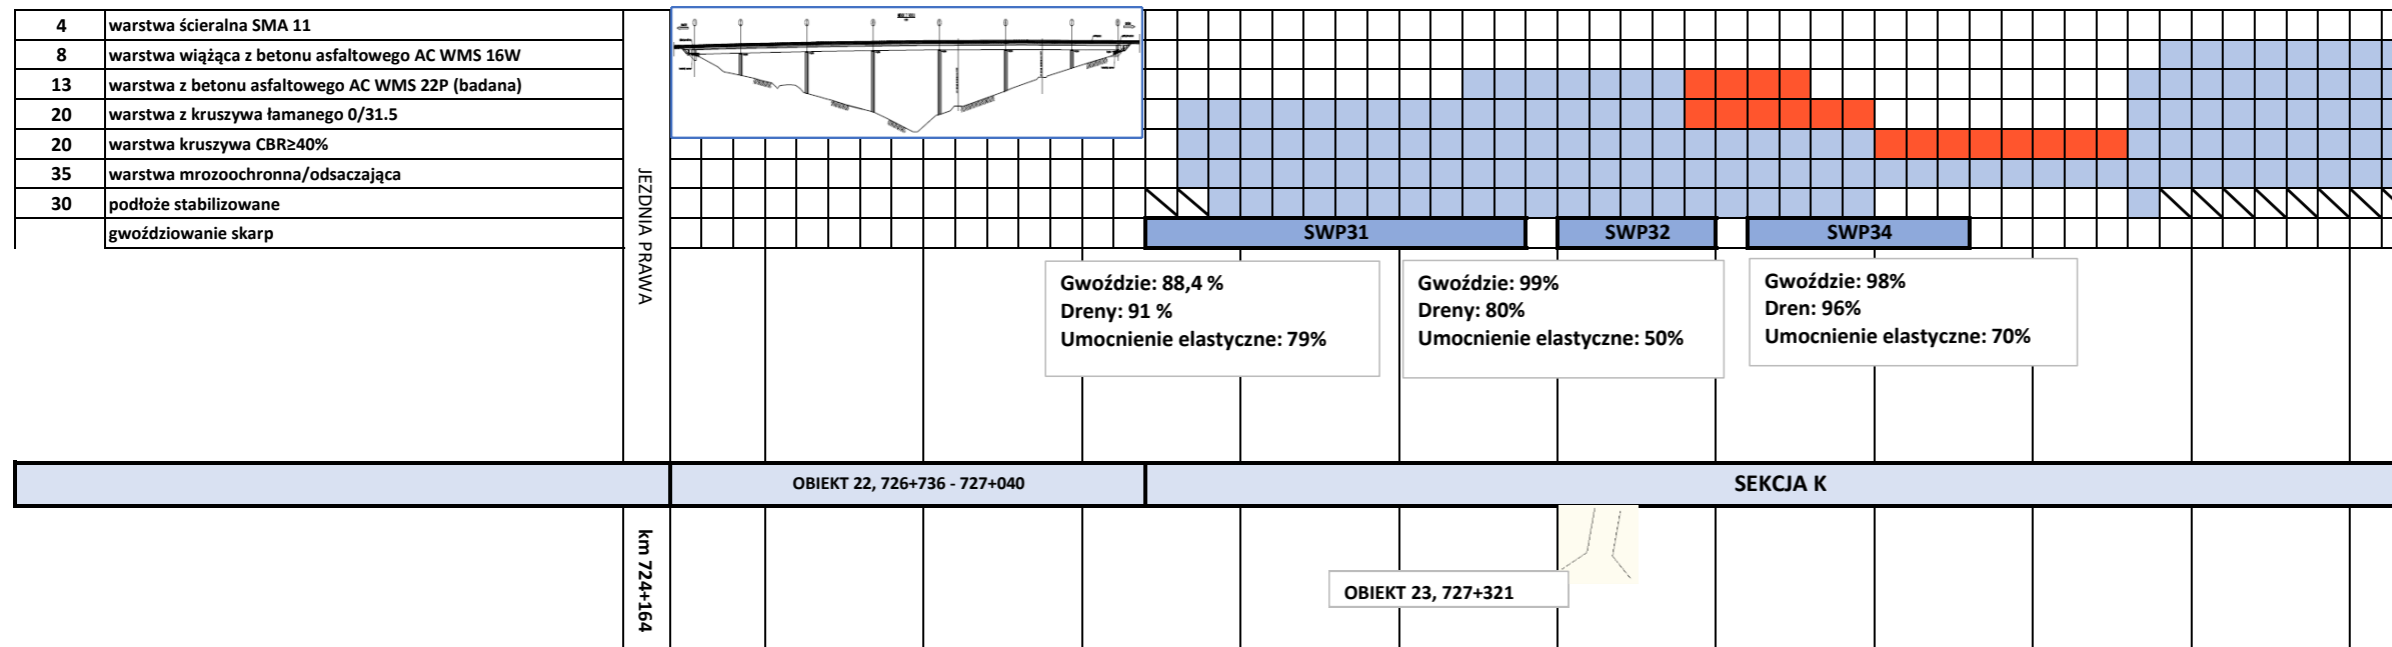 4 warstwa ścieralna SMA 11
8 warstwa wiążąca z betonu asfaltowego AC WMS 16W
13 warstwa z betonu asfaltowego AC WMS 22P (badana)
20 warstwa z kruszywa łamanego 0/31.5
20 warstwa kruszywa CBR≥40%
35 warstwa mrozoochronna/odsaczająca
30 podłoże stabilizowane
gwoździowanie skarp
JEZDNIA PRAWA
SWP31
SWP32
SWP34
Gwoździe: 88,4 %
Dreny: 91 %
Umocnienie elastyczne: 79%
Gwoździe: 99%
Dreny: 80%
Umocnienie elastyczne: 50%
Gwoździe: 98%
Dren: 96%
Umocnienie elastyczne: 70%
OBIEKT 22, 726+736 - 727+040
SEKCJA K
km 724+164
OBIEKT 23, 727+321